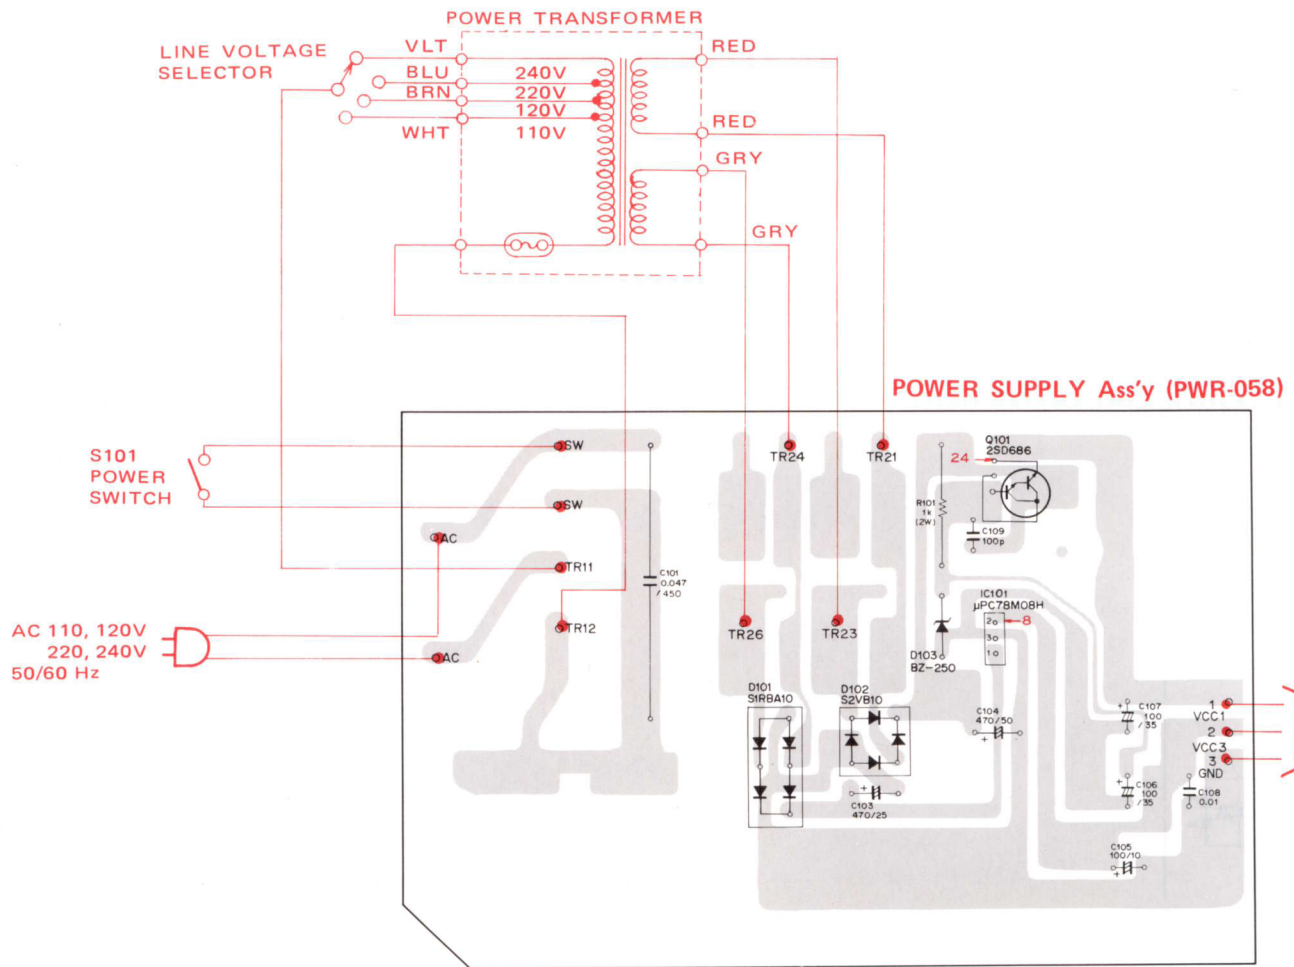 POWER TRANSFORMER
LINE VOLTAGE
SELECTOR
VLT
RED
BLU
240V
BRN
220V
120V
WHT
110V
RED
GRY
GRY
POWER SUPPLY Ass'y (PWR-058)
S101
POWER
SWITCH
SW
SW
AC
TR11
TR12
AC
AC 110, 120V
220, 240V
50/60 Hz
C101
0.047
/450
TR24
TR21
TR26
TR23
Q101
2SD686
24
R101
1k
(2W)
C109
100p
IC101
μPC78M08H
2
8
3
1
D103
BZ-250
D101
S1RBA10
D102
S2VB10
C104
470/50
+
-
+
C103
470/25
+
C107
100
/35
1
VCC1
2
VCC3
3
GND
+
C106
100
/35
C108
0.01
C105
100/10
+